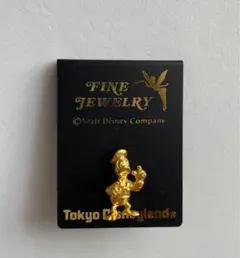 FINE
JEWELRY
©Walt Disney Company
Tokyo Disneyland®